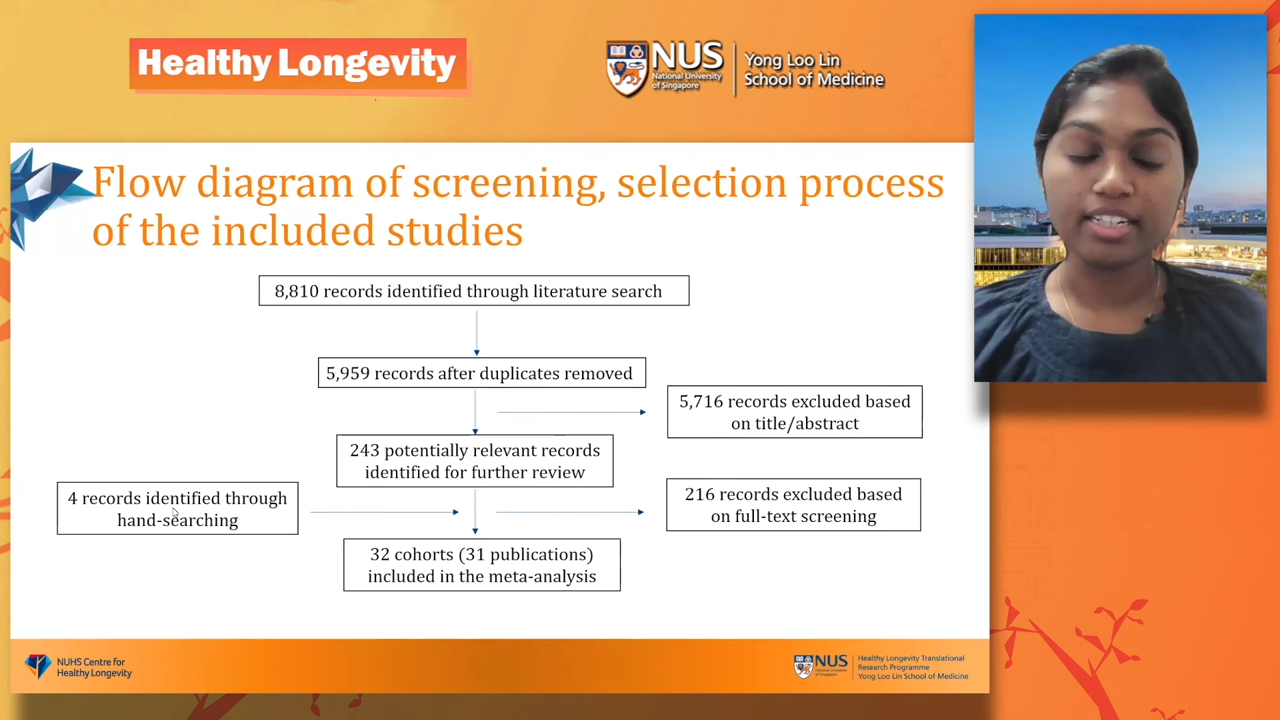 Healthy Longevity
NUS
National University
of Singapore
Yong Loo Lin
School of Medicine
Flow diagram of screening, selection process
of the included studies
8,810 records identified through literature search
5,959 records after duplicates removed
5,716 records excluded based
on title/abstract
243 potentially relevant records
identified for further review
4 records identified through
hand-searching
216 records excluded based
on full-text screening
32 cohorts (31 publications)
included in the meta-analysis
NUHS Centre for
Healthy Longevity
NUS
Healthy Longevity Translational
Research Programme
Yong Loo Lin School of Medicine